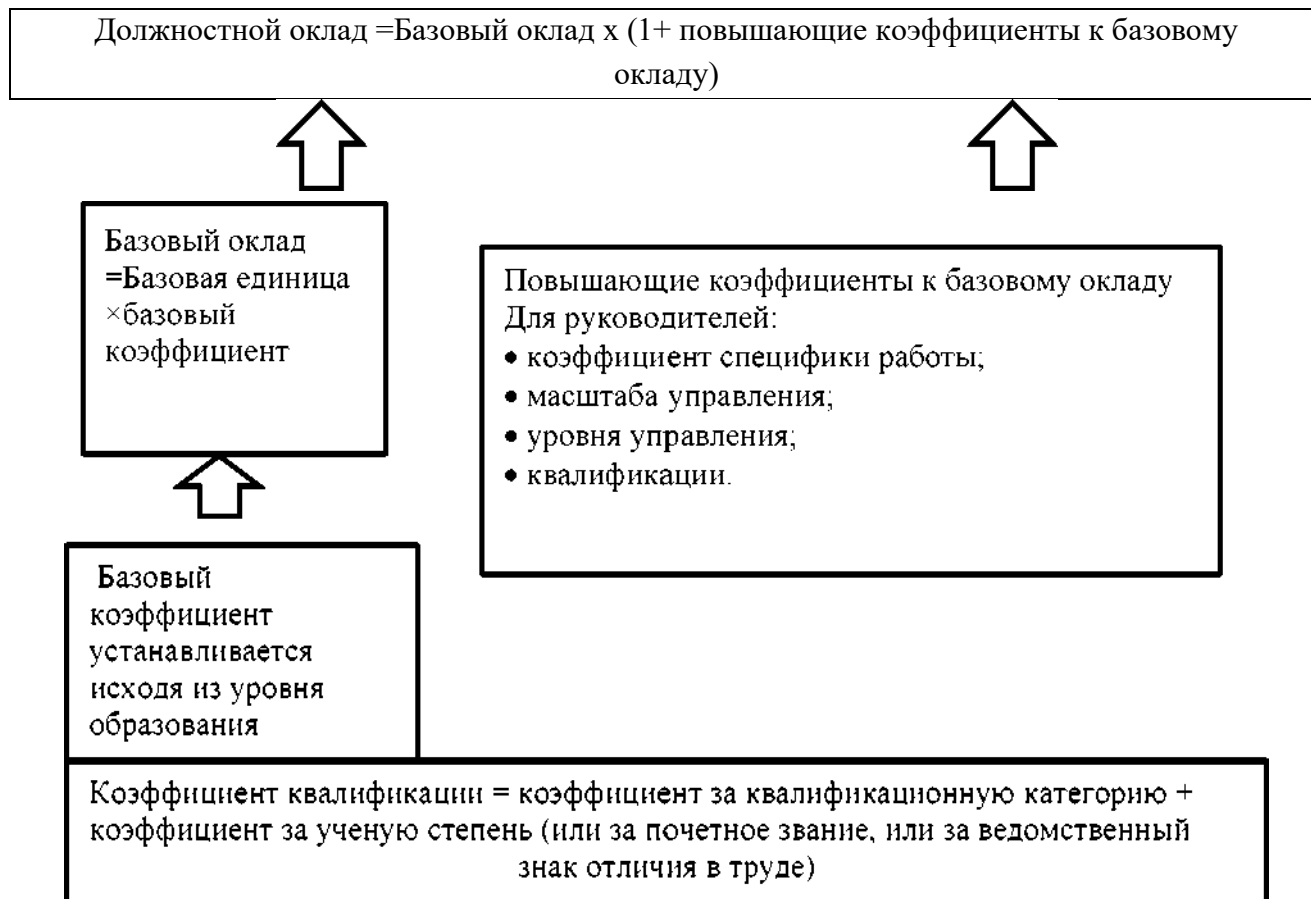 Должностной оклад =Базовый оклад х (1+ повышающие коэффициенты к базовому
окладу)
Базовый оклад
=Базовая единица
×базовый
коэффициент
Повышающие коэффициенты к базовому окладу
Для руководителей:
• коэффициент специфики работы;
• масштаба управления;
• уровня управления;
• квалификации.
Базовый
коэффициент
устанавливается
исходя из уровня
образования
Коэффициент квалификации = коэффициент за квалификационную категорию +
коэффициент за ученую степень (или за почетное звание, или за ведомственный
знак отличия в труде)